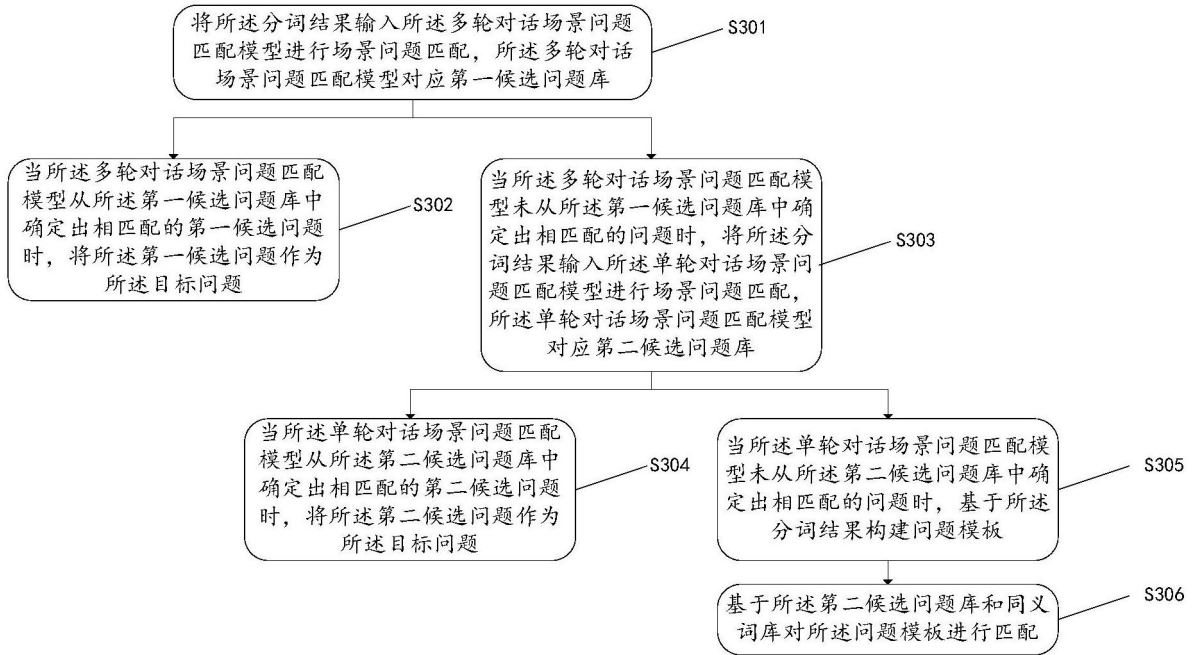 将所述分词结果输入所述多轮对话场景问题
匹配模型进行场景问题匹配，所述多轮对话
场景问题匹配模型对应第一候选问题库
S301
当所述多轮对话场景问题匹配
模型从所述第一候选问题库中
确定出相匹配的第一候选问题
时，将所述第一候选问题作为
所述目标问题
S302
当所述多轮对话场景问题匹配模
型未从所述第一候选问题库中确
定出相匹配的问题时，将所述分
词结果输入所述单轮对话场景问
题匹配模型进行场景问题匹配，
所述单轮对话场景问题匹配模型
对应第二候选问题库
S303
当所述单轮对话场景问题匹配
模型从所述第二候选问题库中
确定出相匹配的第二候选问题
时，将所述第二候选问题作为
所述目标问题
S304
当所述单轮对话场景问题匹配模
型未从所述第二候选问题库中确
定出相匹配的问题时，基于所述
分词结果构建问题模板
S305
基于所述第二候选问题库和同义
词库对所述问题模板进行匹配
S306